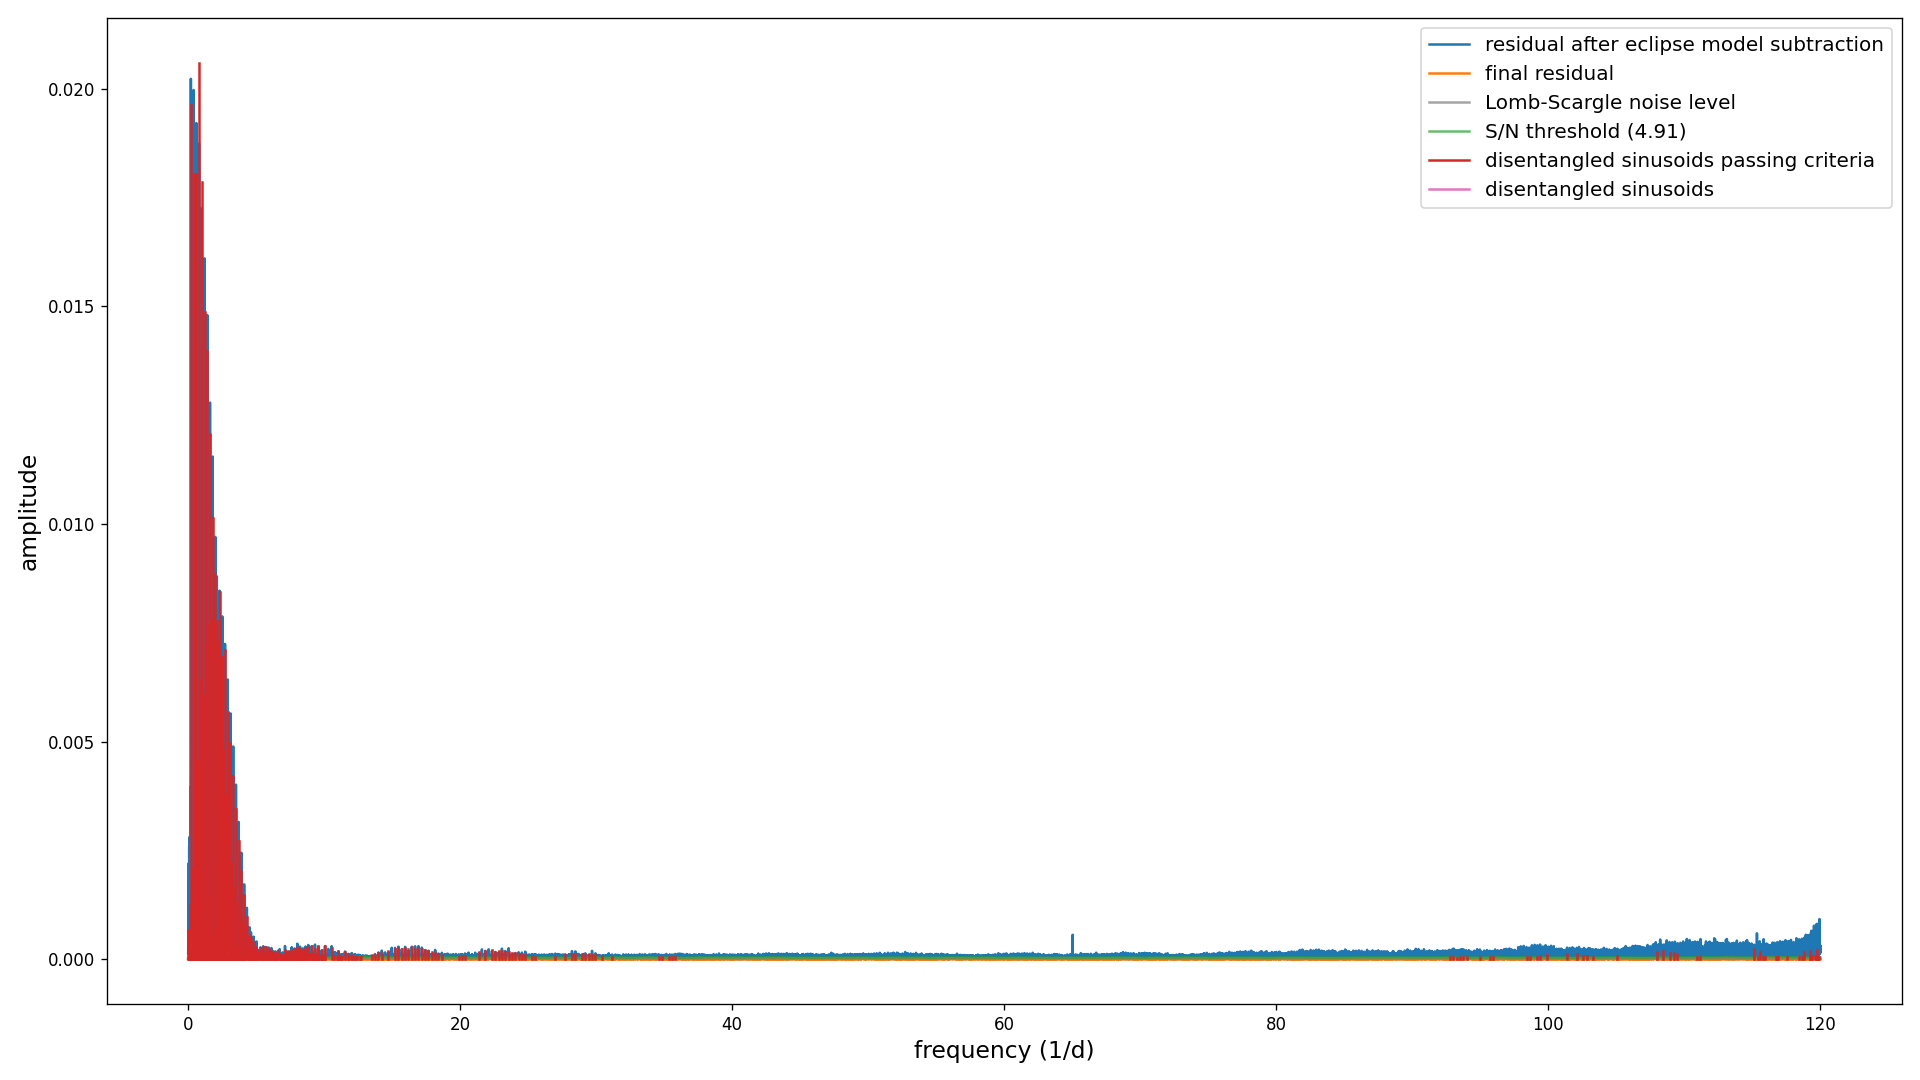 residual after eclipse model subtraction
final residual
Lomb-Scargle noise level
S/N threshold (4.91)
disentangled sinusoids passing criteria
disentangled sinusoids
0.020
0.015
0.010
0.005
0.000
amplitude
0 20 40 60 80 100 120
frequency (1/d)